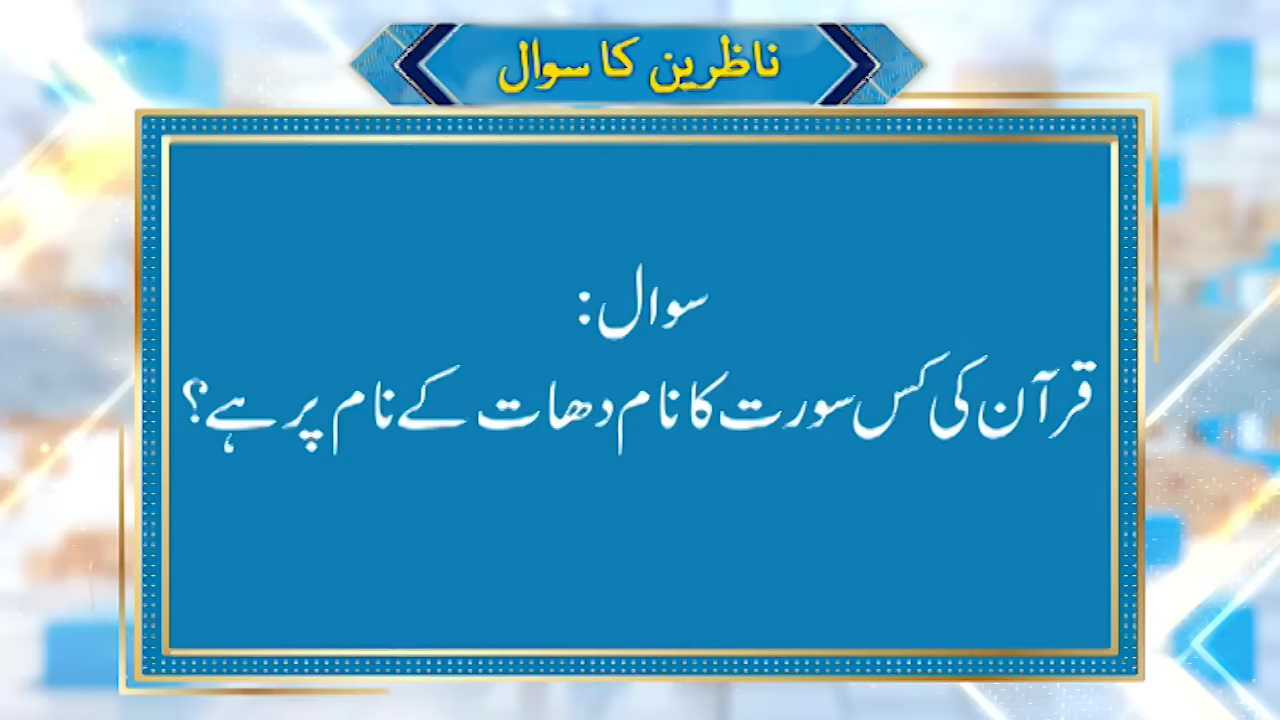 ناظرین کا سوال
سوال:
قرآن کی کس سورت کا نام دھات کے نام پر ہے؟